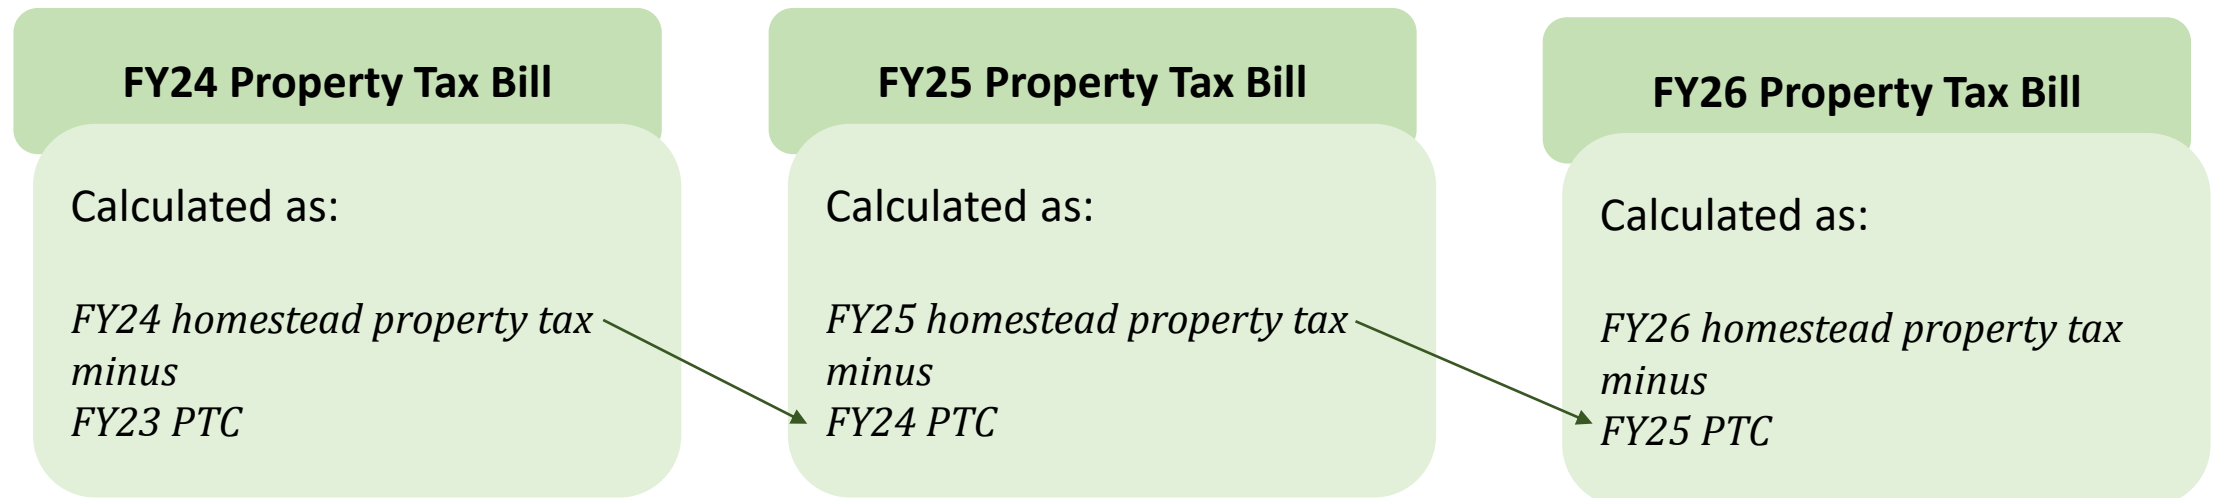 FY24 Property Tax Bill
Calculated as:
FY24 homestead property tax
minus
FY23 PTC
FY25 Property Tax Bill
Calculated as:
FY25 homestead property tax
minus
FY24 PTC
FY26 Property Tax Bill
Calculated as:
FY26 homestead property tax
minus
FY25 PTC